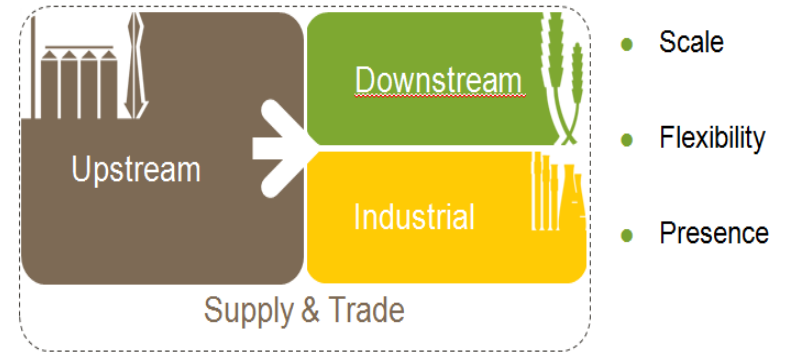 Upstream
Downstream
Industrial
Supply & Trade
Scale
Flexibility
Presence